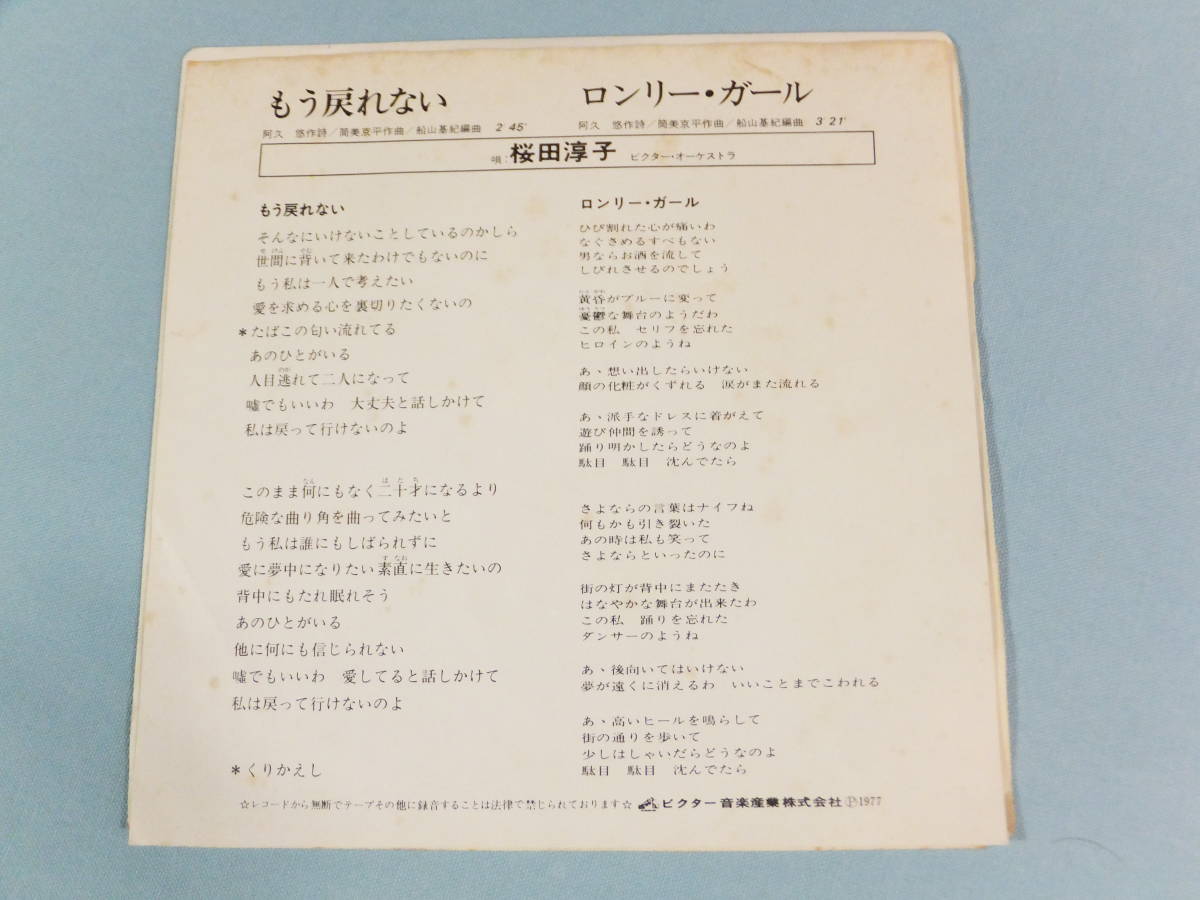 もう戻れない
阿久 悠作詩／筒美京平作曲／船山基紀編曲 2'45'
ロンリー・ガール
阿久 悠作詩／筒美京平作曲／船山基紀編曲 3'21'
唄:桜田淳子 ビクター・オーケストラ
もう戻れない
そんなにいけないことしているのかしら
世間に背いて来たわけでもないのに
もう私は一人で考えたい
愛を求める心を裏切りたくないの
＊たばこの匂い流れてる
あのひとがいる
人目逃れて二人になって
嘘でもいいわ 大丈夫と話しかけて
私は戻って行けないのよ
このまま何にもなく二十才になるより
危険な曲り角を曲ってみたいと
もう私は誰にもしばられずに
愛に夢中になりたい素直に生きたいの
背中にもたれ眠れそう
あのひとがいる
他に何にも信じられない
嘘でもいいわ 愛してると話しかけて
私は戻って行けないのよ
＊くりかえし
ロンリー・ガール
ひび割れた心が痛いわ
なぐさめるすべもない
男ならお酒を流して
しびれさせるのでしょう
黄昏がブルーに変って
憂鬱な舞台のようだわ
この私 セリフを忘れた
ヒロインのようね
あゝ想い出したらいけない
顔の化粧がくずれる 涙がまた流れる
あゝ派手なドレスに着がえて
遊び仲間を誘って
踊り明かしたらどうなのよ
駄目 駄目 沈んでたら
さよならの言葉はナイフね
何もかも引き裂いた
あの時は私も笑って
さよならといったのに
街の灯が背中にまたたき
はなやかな舞台が出来たわ
この私 踊りを忘れた
ダンサーのようね
あゝ後向いてはいけない
夢が遠くに消えるわ いいことまでこわれる
あゝ高いヒールを鳴らして
街の通りを歩いて
少しはしゃいだらどうなのよ
駄目 駄目 沈んでたら
☆レコードから無断でテープその他に録音することは法律で禁じられております☆ ビクター音楽産業株式会社 Ⓟ1977